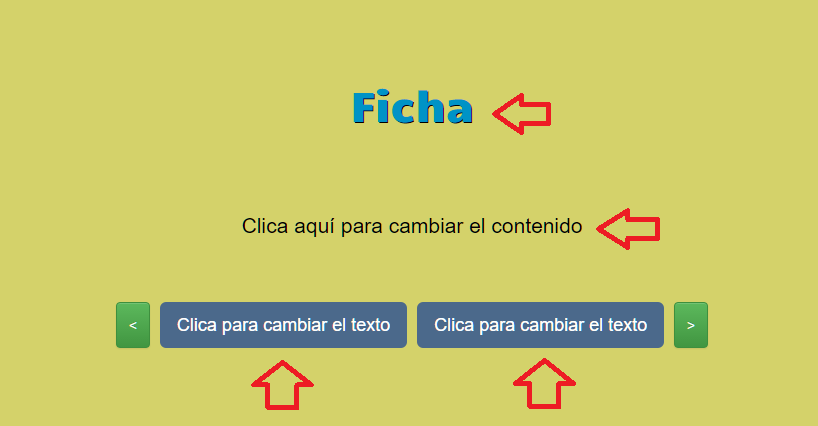 Ficha
Clica aquí para cambiar el contenido
< Clica para cambiar el texto Clica para cambiar el texto >